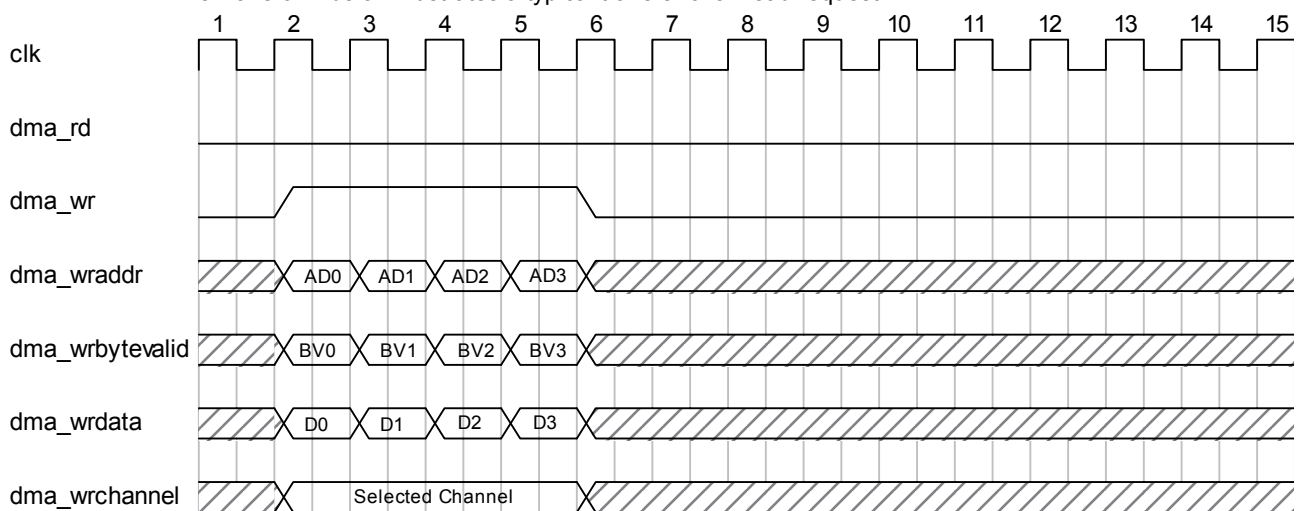 1 2 3 4 5 6 7 8 9 10 11 12 13 14 15
clk
dma_rd
dma_wr
dma_wraddr AD0 AD1 AD2 AD3
dma_wrbytevalid BV0 BV1 BV2 BV3
dma_wrdata D0 D1 D2 D3
dma_wrchannel Selected Channel